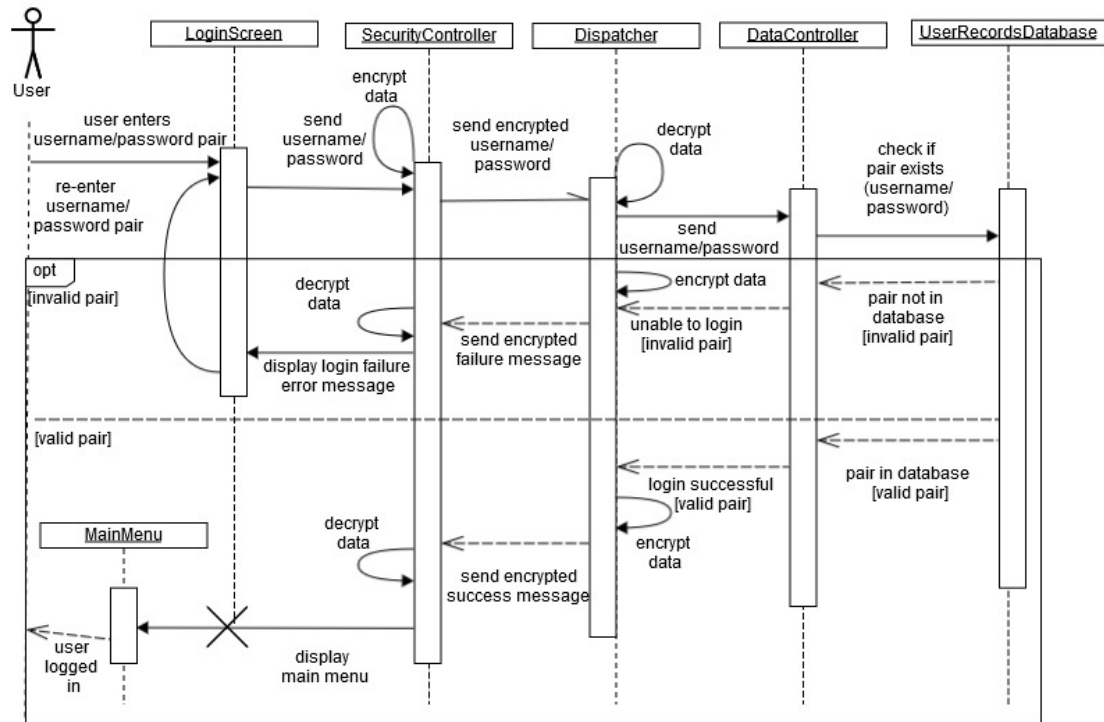 LoginScreen
SecurityController
Dispatcher
DataController
UserRecordsDatabase
User
encrypt
data
user enters
username/password pair
send
username/
password
send encrypted
username/
password
decrypt
data
check if
pair exists
(username/
password)
re-enter
username/
password pair
send
username/password
opt
[invalid pair]
decrypt
data
encrypt data
pair not in
database
[invalid pair]
unable to login
[invalid pair]
send encrypted
failure message
display login failure
error message
[valid pair]
pair in database
[valid pair]
login successful
[valid pair]
MainMenu
decrypt
data
encrypt
data
send encrypted
success message
user
logged
in
display
main menu